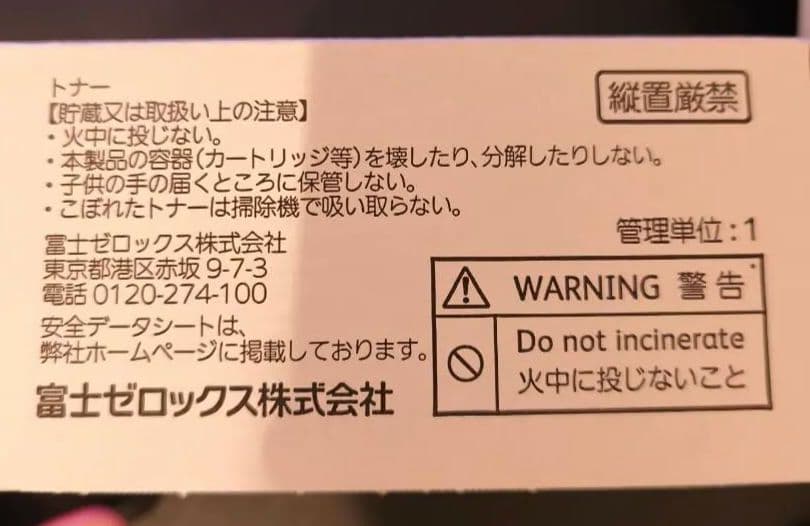 トナー
縦置厳禁
【貯蔵又は取扱い上の注意】
・火中に投じない。
・本製品の容器(カートリッジ等)を壊したり、分解したりしない。
・子供の手の届くところに保管しない。
・こぼれたトナーは掃除機で吸い取らない。
管理単位:1
富士ゼロックス株式会社
東京都港区赤坂 9-7-3
電話 0120-274-100
安全データシートは、
弊社ホームページに掲載しております。
富士ゼロックス株式会社
WARNING 警告
Do not incinerate
火中に投じないこと